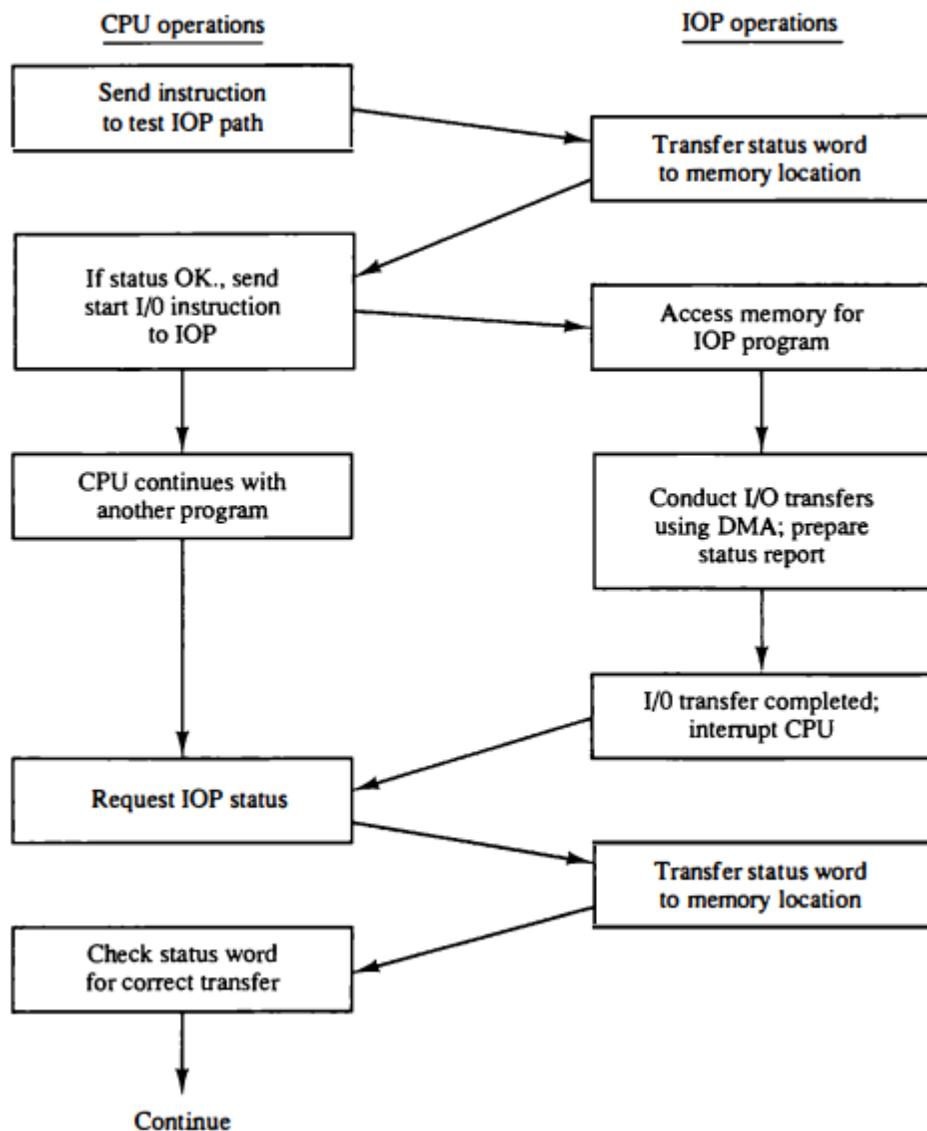 CPU operations
IOP operations
Send instruction
to test IOP path
Transfer status word
to memory location
If status OK., send
start I/0 instruction
to IOP
Access memory for
IOP program
CPU continues with
another program
Conduct I/O transfers
using DMA; prepare
status report
I/0 transfer completed;
interrupt CPU
Request IOP status
Transfer status word
to memory location
Check status word
for correct transfer
Continue